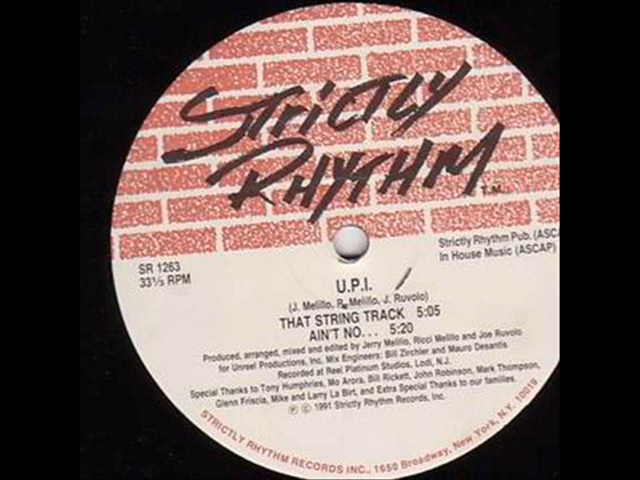 STRICTLY
RHYTHM
T.M.
SR 1263
33⅓ RPM
Strictly Rhythm Pub. (ASCA
In House Music (ASCAP)
U.P.I.
(J. Melillo, R. Melillo, J. Ruvolo)
THAT STRING TRACK 5:05
AIN'T NO... 5:20
Produced, arranged, mixed and edited by Jerry Melillo, Ricci Melillo and Joe Ruvolo
for Unreel Productions, Inc. Mix Engineers: Bill Zirchler and Mauro Desantis
Recorded at Reel Platinum Studios, Lodi, N.J.
Special Thanks to Tony Humphries, Mo Arora, Bill Rickett, John Robinson, Mark Thompson,
Glenn Friscia, Mike and Larry La Birt, and Extra Special Thanks to our families.
Ⓟ © 1991 Strictly Rhythm Records, Inc.
STRICTLY RHYTHM RECORDS INC., 1650 Broadway, New York, N.Y. 10019